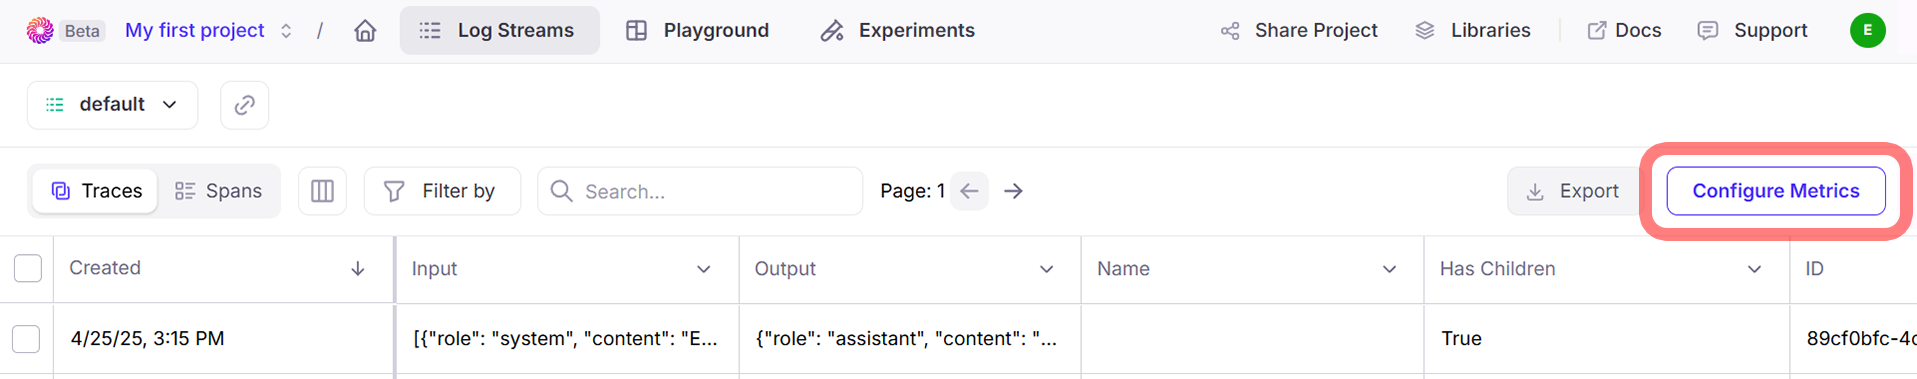 Beta My first project / Log Streams Playground Experiments Share Project Libraries Docs Support E
default
Traces Spans Filter by Search... Page: 1 Export Configure Metrics
Created Input Output Name Has Children ID
4/25/25, 3:15 PM [{"role": "system", "content": "E... {"role": "assistant", "content": "... True 89cf0bfc-4c